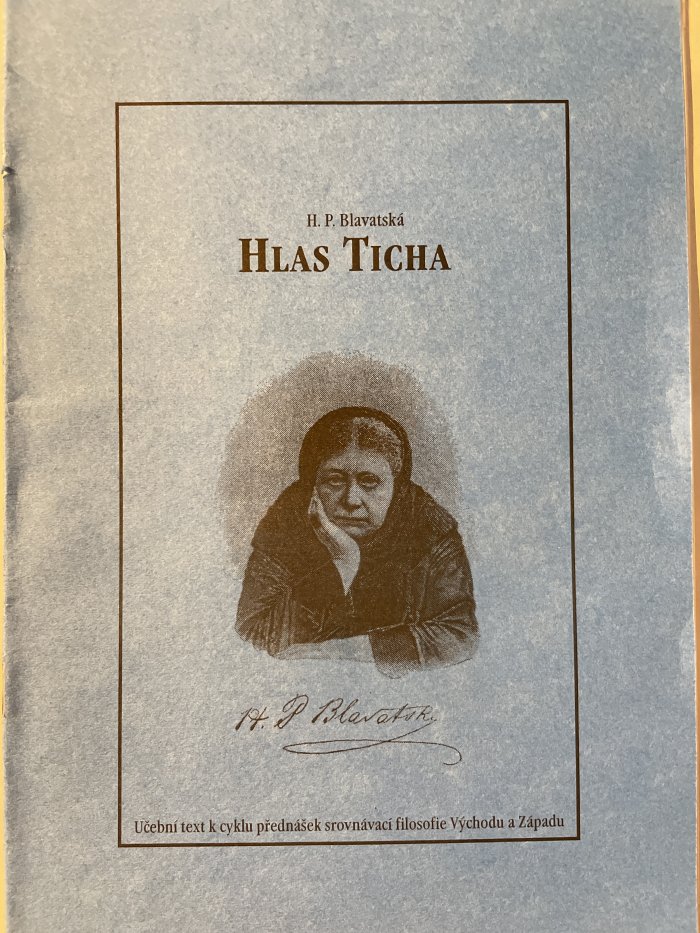 H. P. Blavatská
HLAS TICHA
H. P. Blavatsky
Učební text k cyklu přednášek srovnávací filosofie Východu a Západu